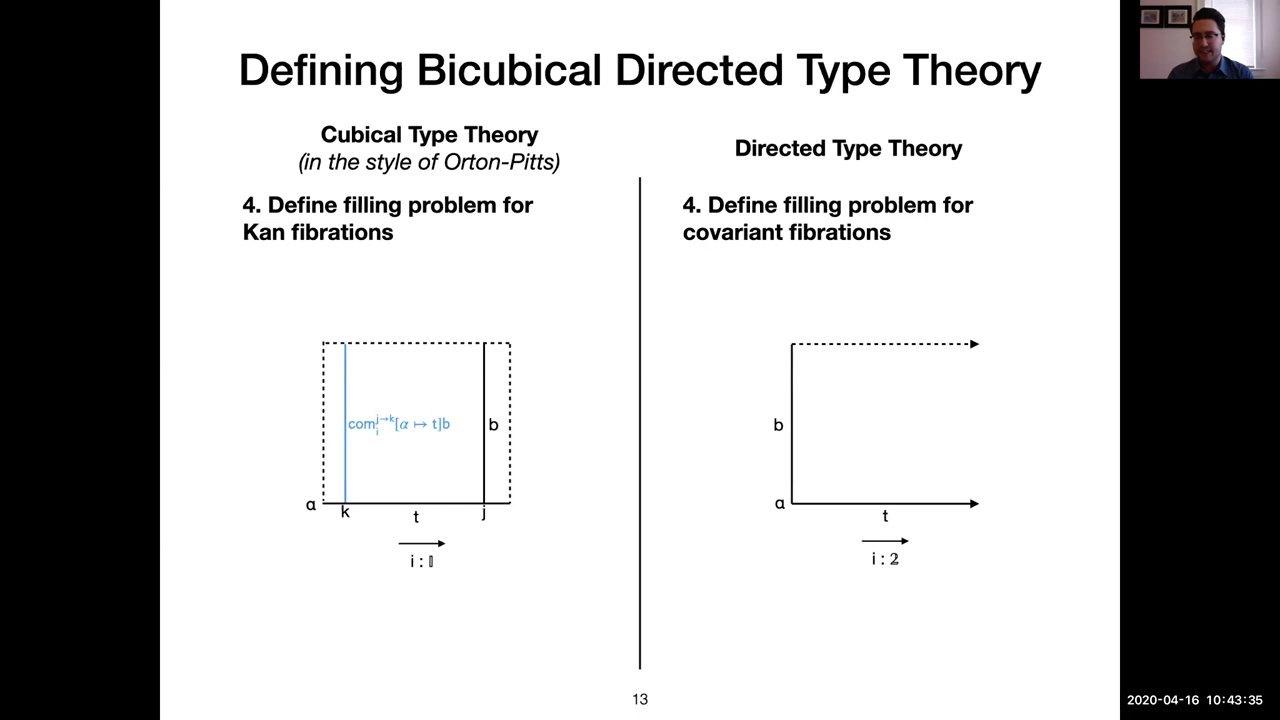 Defining Bicubical Directed Type Theory
Cubical Type Theory
(in the style of Orton-Pitts)
4. Define filling problem for
Kan fibrations
com_i^{j→k}[α ↦ t]b
b
α
k
t
j
i : 𝕀
Directed Type Theory
4. Define filling problem for
covariant fibrations
b
α
t
i : 𝟚
13
2020-04-16 10:43:35